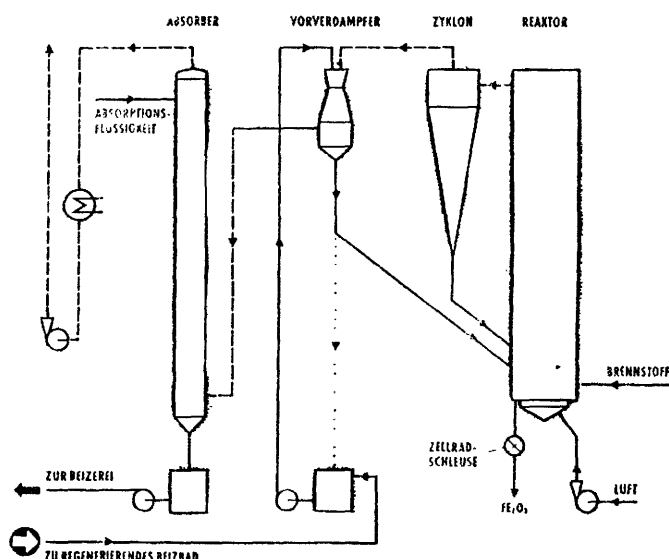 ABSORBER
VORVERDAMPFER
ZYKLON
REAKTOR
ABSORPTIONS-
FLÜSSIGKEIT
BRENNSTOFF
ZELLRAD-
SCHLEUSE
ZUR BEIZEREI
LUFT
FE₂O₃
ZU REGENERIERENDES BEIZBAD